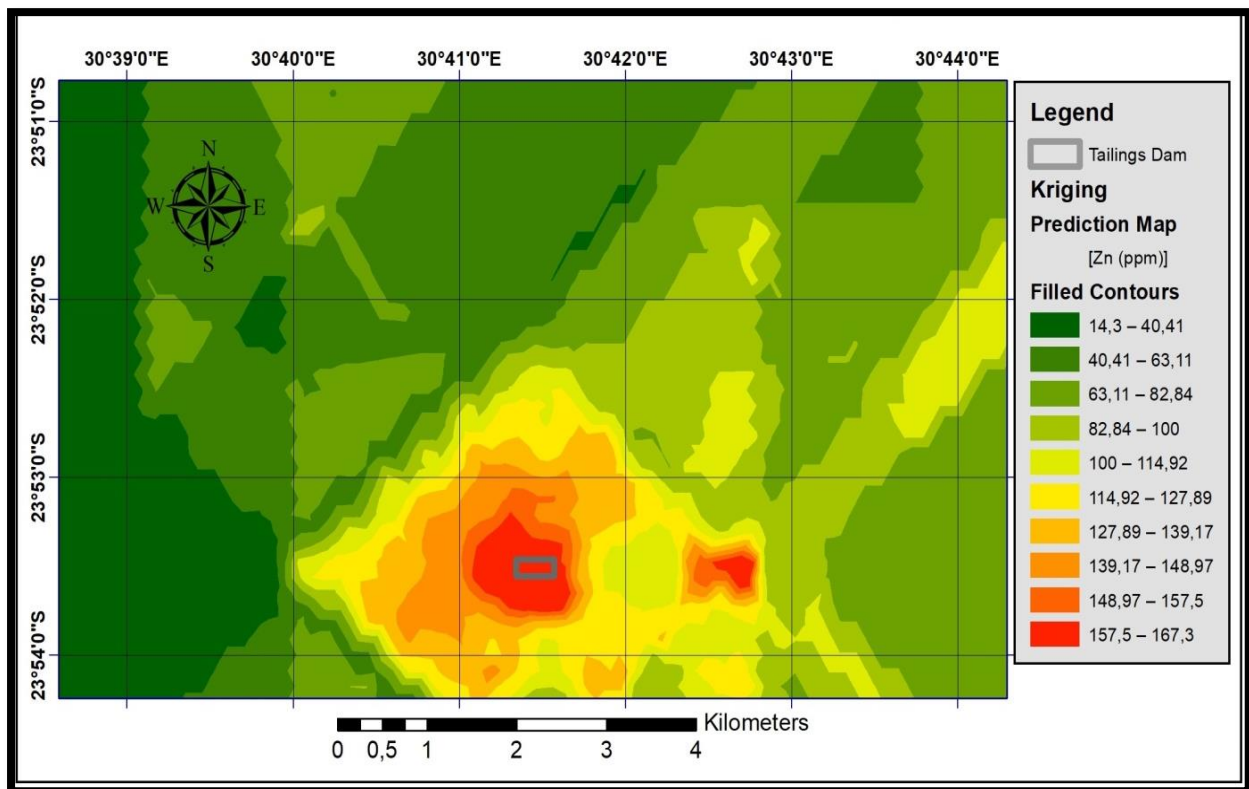 30°39'0"E 30°40'0"E 30°41'0"E 30°42'0"E 30°43'0"E 30°44'0"E
23°51'0"S
23°52'0"S
23°53'0"S
23°54'0"S
N
W E
S
Legend
Tailings Dam
Kriging
Prediction Map
[Zn (ppm)]
Filled Contours
14,3 – 40,41
40,41 – 63,11
63,11 – 82,84
82,84 – 100
100 – 114,92
114,92 – 127,89
127,89 – 139,17
139,17 – 148,97
148,97 – 157,5
157,5 – 167,3
Kilometers
0 0,5 1 2 3 4